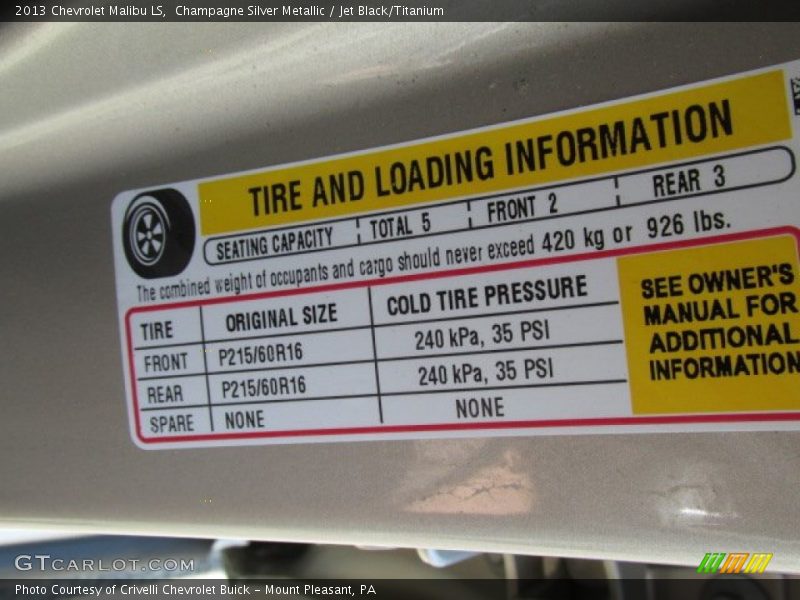 2013 Chevrolet Malibu LS, Champagne Silver Metallic / Jet Black/Titanium
TIRE AND LOADING INFORMATION
SEATING CAPACITY TOTAL 5 FRONT 2 REAR 3
The combined weight of occupants and cargo should never exceed 420 kg or 926 lbs.
TIRE ORIGINAL SIZE COLD TIRE PRESSURE
FRONT P215/60R16 240 kPa, 35 PSI
REAR P215/60R16 240 kPa, 35 PSI
SPARE NONE NONE
SEE OWNER'S
MANUAL FOR
ADDITIONAL
INFORMATION
GTCARLOT.COM
Photo Courtesy of Crivelli Chevrolet Buick - Mount Pleasant, PA